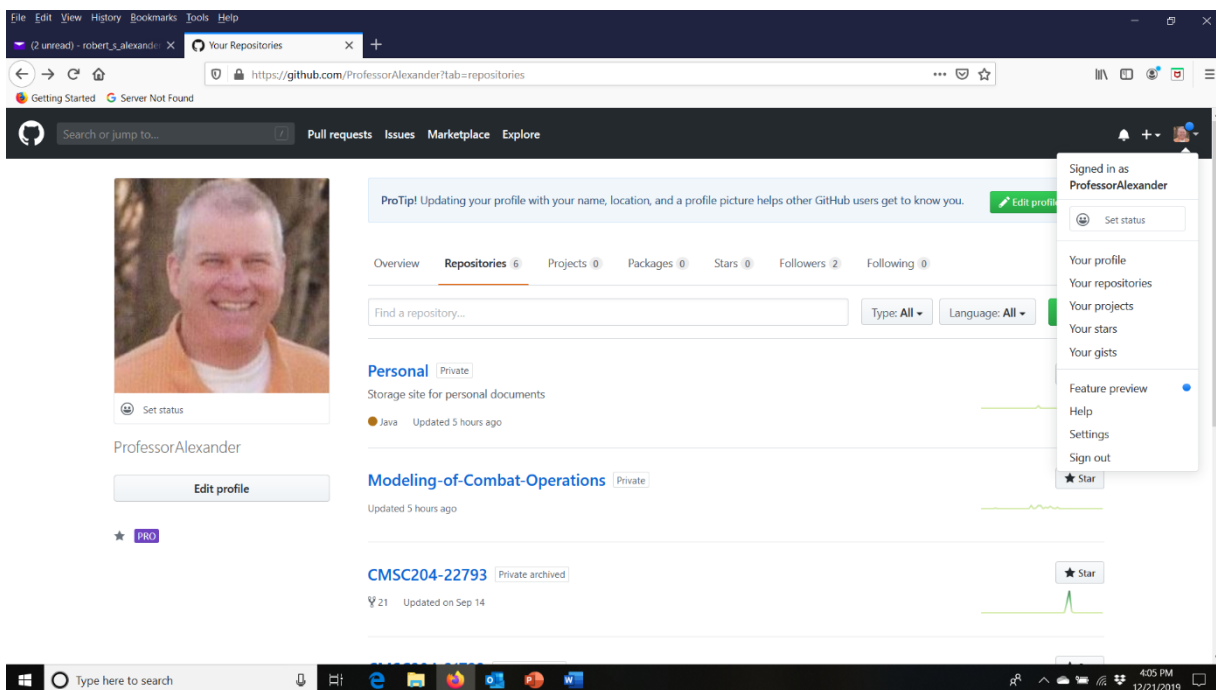 File Edit View History Bookmarks Tools Help
(2 unread) - robert_s_alexander
Your Repositories
https://github.com/ProfessorAlexander?tab=repositories
Getting Started
Server Not Found
Search or jump to...
/
Pull requests Issues Marketplace Explore
Signed in as
ProfessorAlexander
Set status
Your profile
Your repositories
Your projects
Your stars
Your gists
Feature preview
Help
Settings
Sign out
ProTip! Updating your profile with your name, location, and a profile picture helps other GitHub users get to know you.
Edit profile
Overview Repositories 6 Projects 0 Packages 0 Stars 0 Followers 2 Following 0
Find a repository...
Type: All
Language: All
Set status
ProfessorAlexander
Edit profile
PRO
Personal Private
Storage site for personal documents
Java Updated 5 hours ago
Modeling-of-Combat-Operations Private
Star
Updated 5 hours ago
CMSC204-22793 Private archived
Star
21 Updated on Sep 14
Type here to search
4:05 PM
12/21/2019